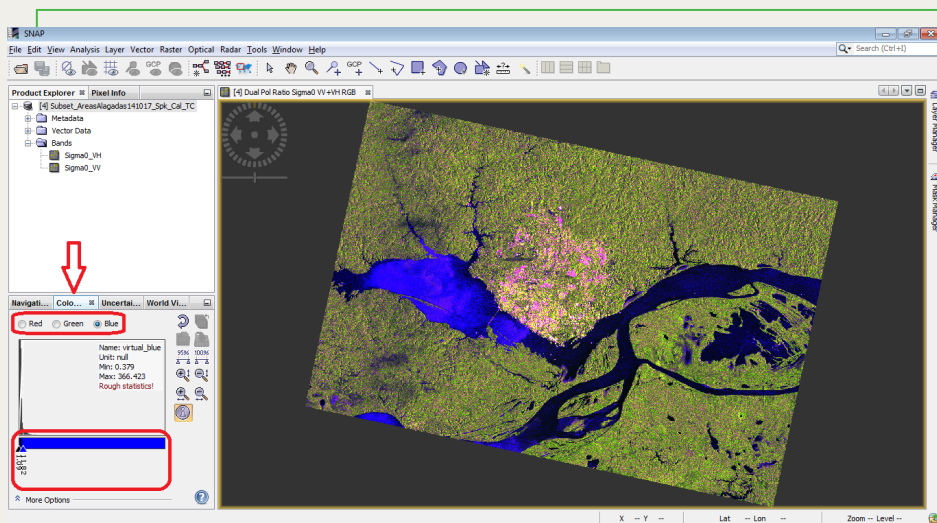 SNAP
File Edit View Analysis Layer Vector Raster Optical Radar Tools Window Help
Search (Ctrl+I)
GCP GCP
Product Explorer Pixel Info
[4] Dual Pol Ratio Sigma0 VV+VH RGB
[4] Subset_AreasAlagadas141017_Spk_Cal_TC
Metadata
Vector Data
Bands
Sigma0_VH
Sigma0_VV
Layer Manager
Mask Manager
Navigati... Colo... Uncertai... World Vi...
Red Green Blue
Name: virtual_blue
Unit: null
Min: 0.379
Max: 366.423
Rough statistics!
95% 100%
More Options
X -- Y -- Lat -- Lon -- Zoom -- Level --